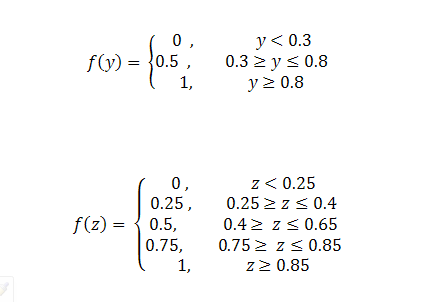 0 , y < 0.3
f(y) = {0.5 , 0.3 ≥ y ≤ 0.8
1, y ≥ 0.8
0 , z < 0.25
0.25 , 0.25 ≥ z ≤ 0.4
f(z) = { 0.5, 0.4 ≥ z ≤ 0.65
0.75, 0.75 ≥ z ≤ 0.85
1, z ≥ 0.85